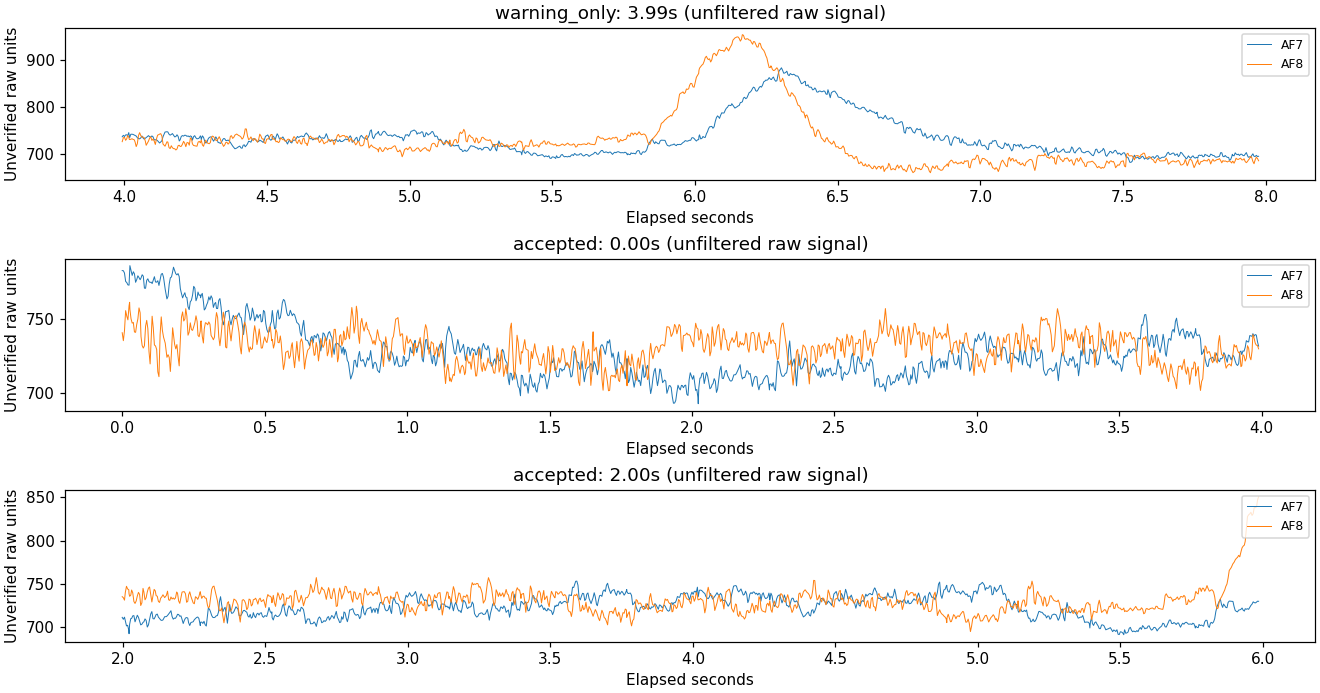 warning_only: 3.99s (unfiltered raw signal)
Unverified raw units
900
800
700
AF7
AF8
4.0 4.5 5.0 5.5 6.0 6.5 7.0 7.5 8.0
Elapsed seconds
accepted: 0.00s (unfiltered raw signal)
Unverified raw units
750
700
AF7
AF8
0.0 0.5 1.0 1.5 2.0 2.5 3.0 3.5 4.0
Elapsed seconds
accepted: 2.00s (unfiltered raw signal)
Unverified raw units
850
800
750
700
AF7
AF8
2.0 2.5 3.0 3.5 4.0 4.5 5.0 5.5 6.0
Elapsed seconds